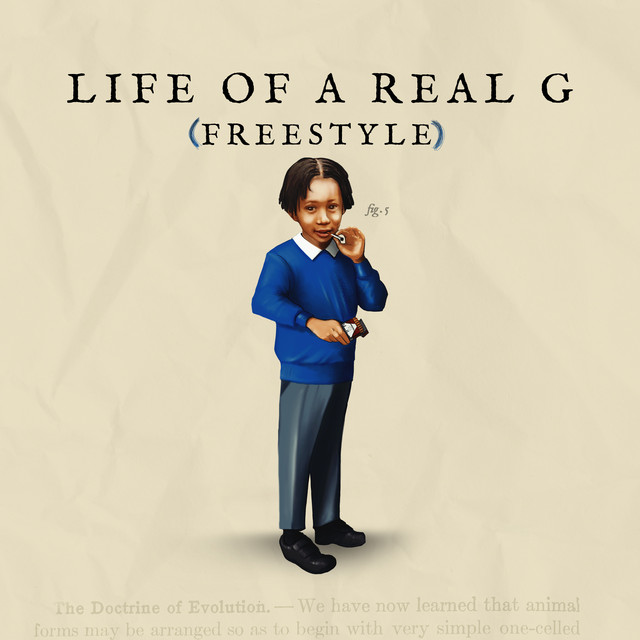 LIFE OF A REAL G
(FREESTYLE)
fig. 5
The Doctrine of Evolution. — We have now learned that animal
forms may be arranged so as to begin with very simple one-celled